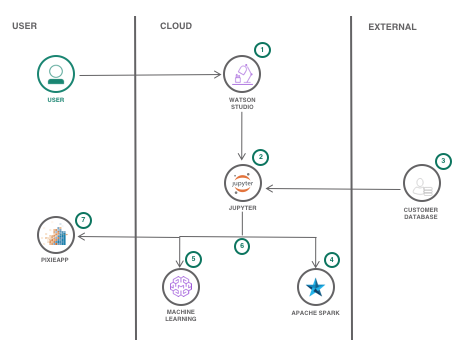 USER
CLOUD
EXTERNAL
1
USER
WATSON
STUDIO
2
3
jupyter
JUPYTER
CUSTOMER
DATABASE
7
6
PIXIEAPP
5
4
MACHINE
LEARNING
APACHE SPARK